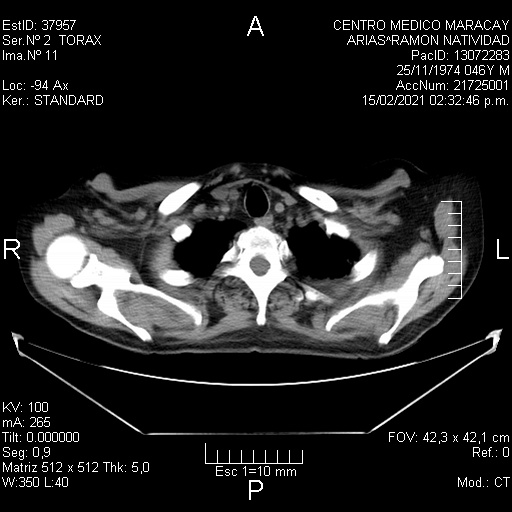 EstID: 37957
Ser.Nº 2 TORAX
Ima.Nº 11
Loc: -94 Ax
Ker.: STANDARD
A
CENTRO MEDICO MARACAY
ARIAS^RAMON NATIVIDAD
PacID: 13072283
25/11/1974 046Y M
AccNum: 21725001
15/02/2021 02:32:46 p.m.
R
L
KV: 100
mA: 265
Tilt: 0.000000
Seg: 0,9
Matriz 512 x 512 Thk: 5,0
W:350 L:40
Esc 1=10 mm
P
FOV: 42,3 x 42,1 cm
Ref.: 0
Mod.: CT